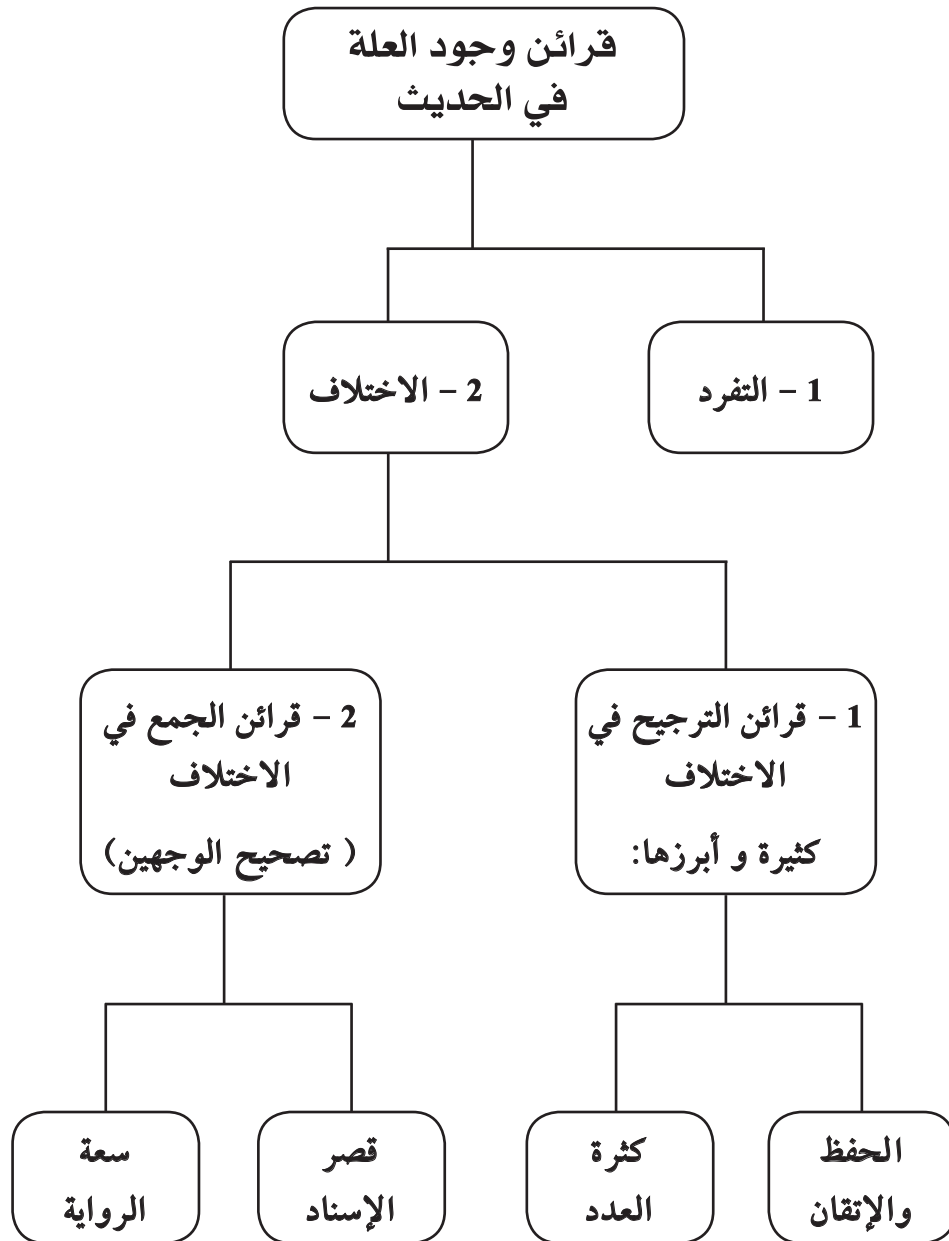 قرائن وجود العلة
في الحديث
1 – التفرد
2 – الاختلاف
1 – قرائن الترجيح في
الاختلاف
كثيرة و أبرزها:
2 – قرائن الجمع في
الاختلاف
( تصحيح الوجهين)
الحفظ
والإتقان
كثرة
العدد
قصر
الإسناد
سعة
الرواية